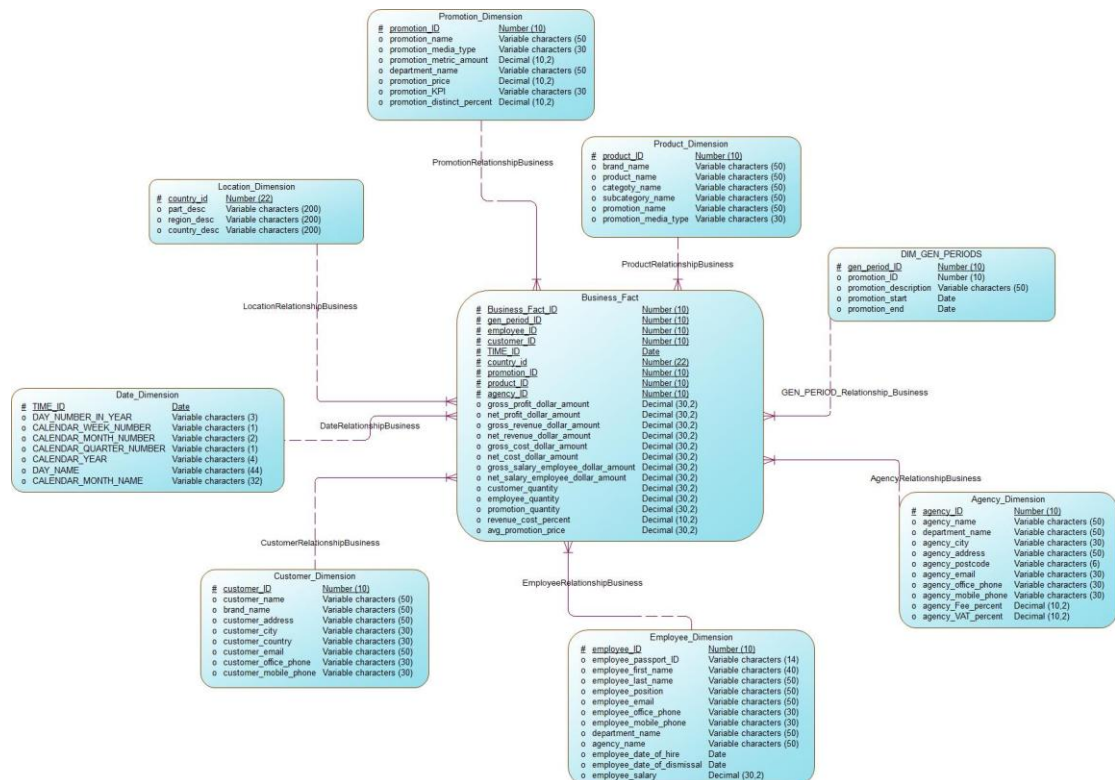 Promotion_Dimension
# promotion_ID Number (10)
o promotion_name Variable characters (50
o promotion_media_type Variable characters (30
o promotion_metric_amount Decimal (10,2)
o department_name Variable characters (50
o promotion_price Decimal (10,2)
o promotion_KPI Variable characters (30
o promotion_distinct_percent Decimal (10,2)
PromotionRelationshipBusiness
Product_Dimension
# product_ID Number (10)
o brand_name Variable characters (50)
o product_name Variable characters (50)
o categoty_name Variable characters (50)
o subcategory_name Variable characters (50)
o promotion_name Variable characters (50)
o promotion_media_type Variable characters (30)
ProductRelationshipBusiness
Location_Dimension
# country_id Number (22)
o part_desc Variable characters (200)
o region_desc Variable characters (200)
o country_desc Variable characters (200)
LocationRelationshipBusiness
DIM_GEN_PERIODS
# gen_period_ID Number (10)
o promotion_ID Number (10)
o promotion_description Variable characters (50)
o promotion_start Date
o promotion_end Date
GEN_PERIOD_Relationship_Business
Business_Fact
# Business_Fact_ID Number (10)
# gen_period_ID Number (10)
# employee_ID Number (10)
# customer_ID Number (10)
# TIME_ID Date
# country_id Number (22)
# promotion_ID Number (10)
# product_ID Number (10)
# agency_ID Number (10)
o gross_profit_dollar_amount Decimal (30,2)
o net_profit_dollar_amount Decimal (30,2)
o gross_revenue_dollar_amount Decimal (30,2)
o net_revenue_dollar_amount Decimal (30,2)
o gross_cost_dollar_amount Decimal (30,2)
o net_cost_dollar_amount Decimal (30,2)
o gross_salary_employee_dollar_amount Decimal (30,2)
o net_salary_employee_dollar_amount Decimal (30,2)
o customer_quantity Decimal (30,2)
o employee_quantity Decimal (30,2)
o promotion_quantity Decimal (30,2)
o revenue_cost_percent Decimal (10,2)
o avg_promotion_price Decimal (30,2)
Date_Dimension
# TIME_ID Date
o DAY_NUMBER_IN_YEAR Variable characters (3)
o CALENDAR_WEEK_NUMBER Variable characters (1)
o CALENDAR_MONTH_NUMBER Variable characters (2)
o CALENDAR_QUARTER_NUMBER Variable characters (1)
o CALENDAR_YEAR Variable characters (4)
o DAY_NAME Variable characters (44)
o CALENDAR_MONTH_NAME Variable characters (32)
DateRelationshipBusiness
AgencyRelationshipBusiness
Agency_Dimension
# agency_ID Number (10)
o agency_name Variable characters (50)
o department_name Variable characters (50)
o agency_city Variable characters (30)
o agency_address Variable characters (50)
o agency_postcode Variable characters (6)
o agency_email Variable characters (30)
o agency_office_phone Variable characters (30)
o agency_mobile_phone Variable characters (30)
o agency_Fee_percent Decimal (10,2)
o agency_VAT_percent Decimal (10,2)
CustomerRelationshipBusiness
Customer_Dimension
# customer_ID Number (10)
o customer_name Variable characters (50)
o brand_name Variable characters (50)
o customer_address Variable characters (50)
o customer_city Variable characters (30)
o customer_country Variable characters (30)
o customer_email Variable characters (50)
o customer_office_phone Variable characters (30)
o customer_mobile_phone Variable characters (30)
EmployeeRelationshipBusiness
Employee_Dimension
# employee_ID Number (10)
o employee_passport_ID Variable characters (14)
o employee_first_name Variable characters (40)
o employee_last_name Variable characters (50)
o employee_position Variable characters (50)
o employee_email Variable characters (50)
o employee_office_phone Variable characters (30)
o employee_mobile_phone Variable characters (30)
o department_name Variable characters (50)
o agency_name Variable characters (50)
o employee_date_of_hire Date
o employee_date_of_dismissal Date
o employee_salary Decimal (30,2)